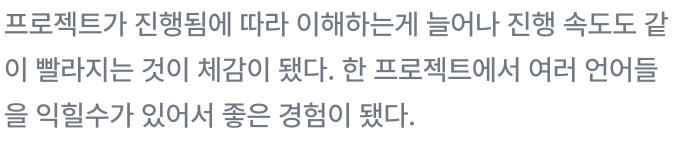 프로젝트가 진행됨에 따라 이해하는게 늘어나 진행 속도도 같
이 빨라지는 것이 체감이 됐다. 한 프로젝트에서 여러 언어들
을 익힐수가 있어서 좋은 경험이 됐다.